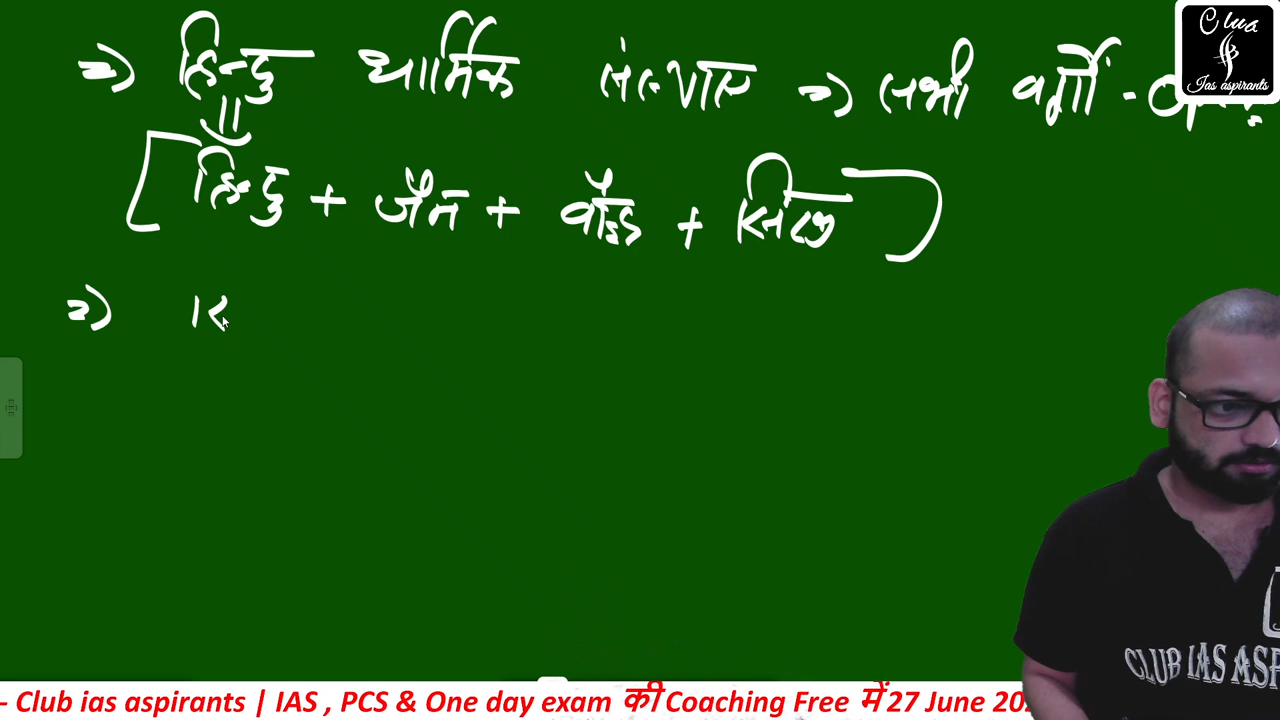 ⇒ हिन्दु धार्मिक संस्थाए ⇒ सभी वर्गों -
[ हिन्दु + जैन + बौद्ध + सिख ]
⇒
Club
Ias aspirants
CLUB IAS ASP
- Club ias aspirants | IAS , PCS & One day exam की Coaching Free में 27 June 20